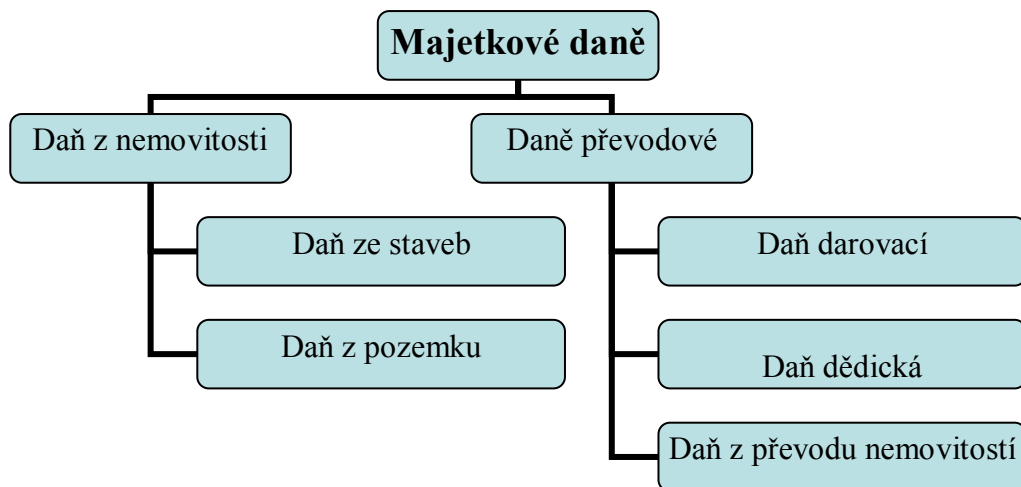 Majetkové daně
Daň z nemovitosti
Daně převodové
Daň ze staveb
Daň darovací
Daň z pozemku
Daň dědická
Daň z převodu nemovitostí